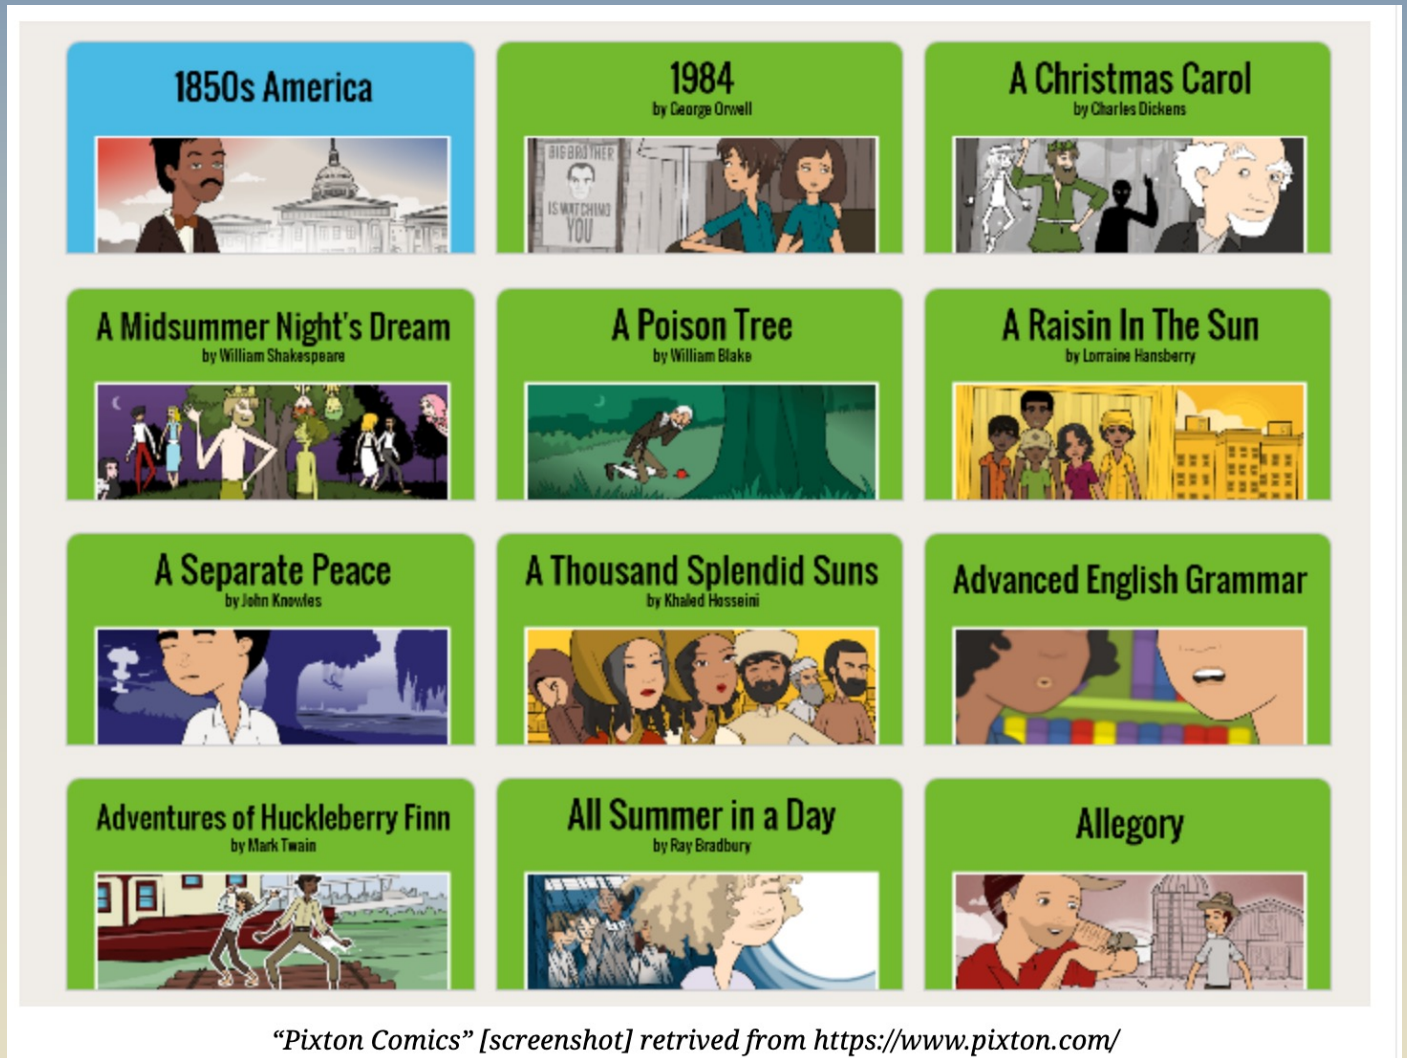 1850s America
1984
by George Orwell
BIG BROTHER
IS WATCHING
YOU
A Christmas Carol
by Charles Dickens
A Midsummer Night's Dream
by William Shakespeare
A Poison Tree
by William Blake
A Raisin In The Sun
by Lorraine Hansberry
A Separate Peace
by John Knowles
A Thousand Splendid Suns
by Khaled Hosseini
Advanced English Grammar
Adventures of Huckleberry Finn
by Mark Twain
All Summer in a Day
by Ray Bradbury
Allegory
“Pixton Comics” [screenshot] retrived from https://www.pixton.com/